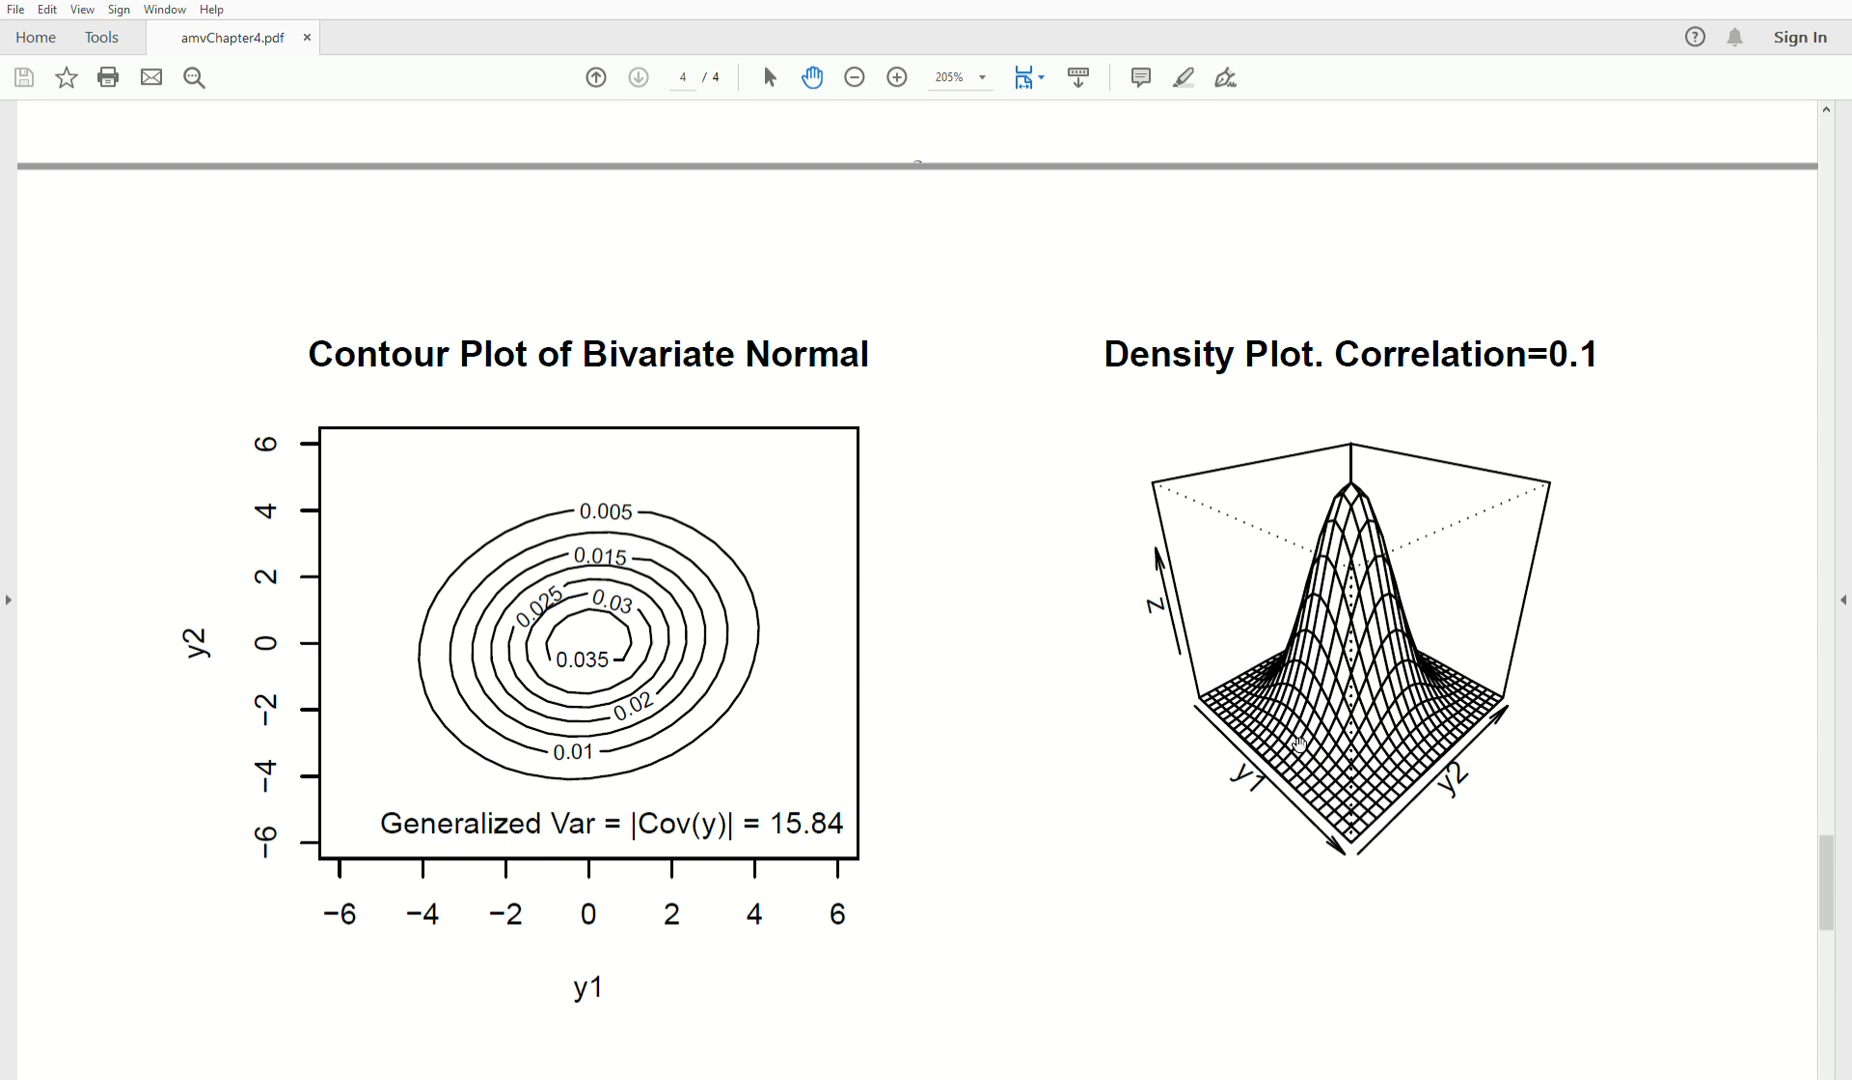 File Edit View Sign Window Help
Home Tools amvChapter4.pdf × ? Sign In
4 / 4 205%
Contour Plot of Bivariate Normal
Density Plot. Correlation=0.1
6
4
2
0
−2
−4
−6
y2
0.005
0.015
0.025
0.03
0.035
0.02
0.01
Generalized Var = |Cov(y)| = 15.84
−6 −4 −2 0 2 4 6
y1
z
y1
y2